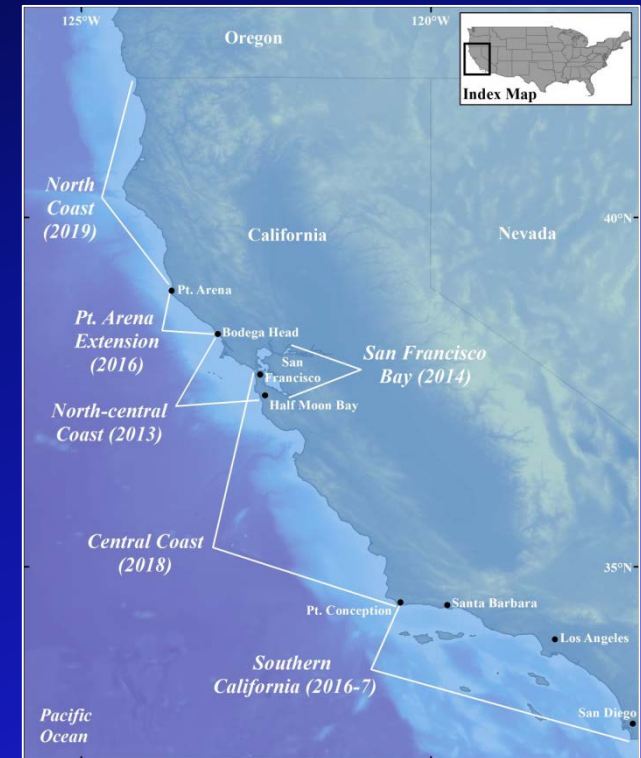 125°W
120°W
Oregon
Index Map
North
Coast
(2019)
40°N
California
Nevada
Pt. Arena
Pt. Arena
Extension
(2016)
Bodega Head
San
Francisco
San Francisco
Bay (2014)
Half Moon Bay
North-central
Coast (2013)
Central Coast
(2018)
35°N
Pt. Conception
Santa Barbara
Los Angeles
Southern
California (2016-7)
San Diego
Pacific
Ocean